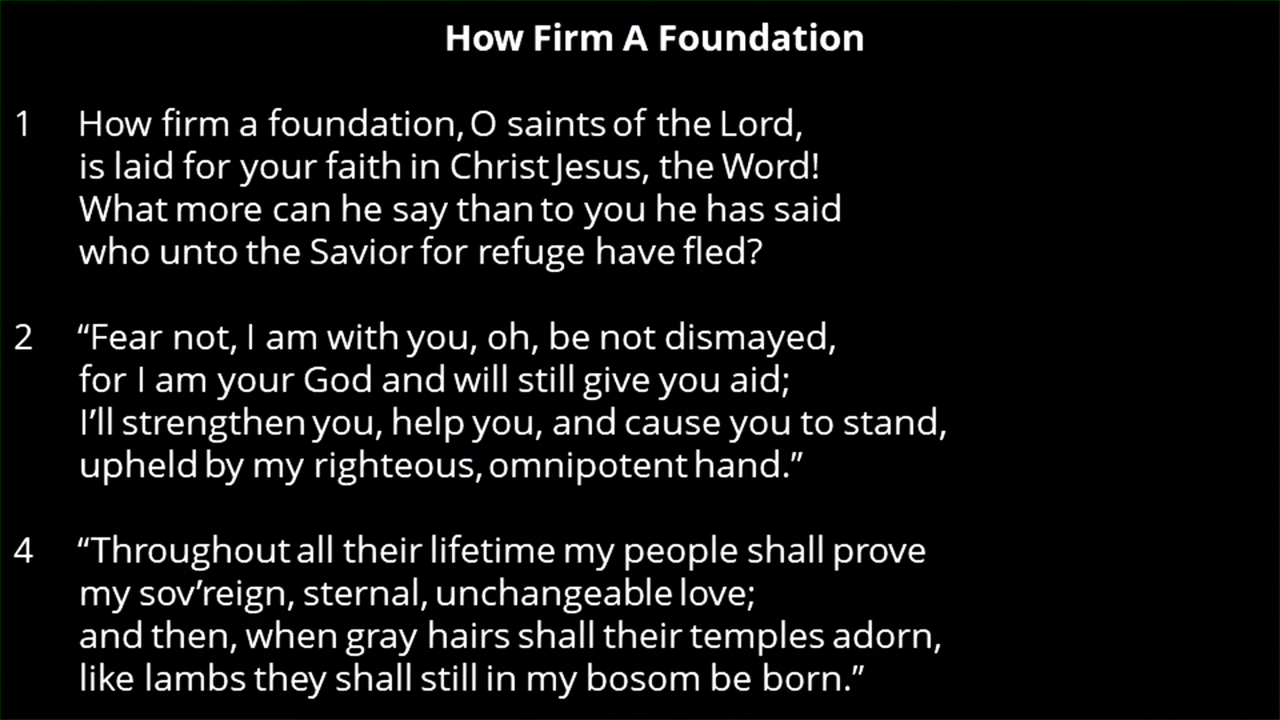 How Firm A Foundation
1 How firm a foundation, O saints of the Lord,
is laid for your faith in Christ Jesus, the Word!
What more can he say than to you he has said
who unto the Savior for refuge have fled?
2 “Fear not, I am with you, oh, be not dismayed,
for I am your God and will still give you aid;
I’ll strengthen you, help you, and cause you to stand,
upheld by my righteous, omnipotent hand.”
4 “Throughout all their lifetime my people shall prove
my sov’reign, sternal, unchangeable love;
and then, when gray hairs shall their temples adorn,
like lambs they shall still in my bosom be born.”